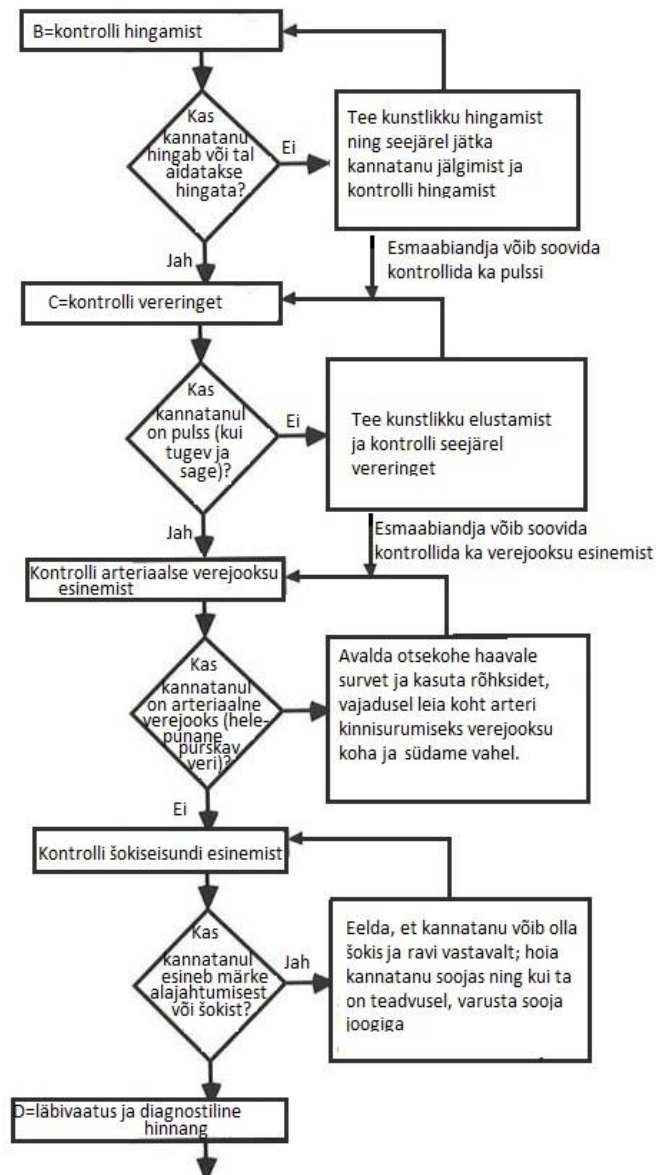 B=kontrolli hingamist
Kas
kannatanu
hingab või tal
aidatakse
hingata?
Ei
Tee kunstlikku hingamist
ning seejärel jätka
kannatanu jälgimist ja
kontrolli hingamist
Jah
Esmaabiandja võib soovida
kontrollida ka pulssi
C=kontrolli vereringet
Kas
kannatanul
on pulss (kui
tugev ja
sage)?
Ei
Tee kunstlikku elustamist
ja kontrolli seejärel
vereringet
Jah
Esmaabiandja võib soovida
kontrollida ka verejooksu esinemist
Kontrolli arteriaalse verejooksu
esinemist
Kas
kannatanul
on arteriaalne
verejooks (hele-
punane
purskav
veri)?
Avalda otsekohe haavale
survet ja kasuta rõhksidet,
vajadusel leia koht arteri
kinnisurumiseks verejooksu
koha ja südame vahel.
Ei
Kontrolli šokiseisundi esinemist
Kas
kannatanul
esineb märke
alajahtumisest
või šokist?
Jah
Eelda, et kannatanu võib olla
šokis ja ravi vastavalt; hoia
kannatanu soojas ning kui ta
on teadvusel, varusta sooja
joogiga
D=läbivaatus ja diagnostiline
hinnang